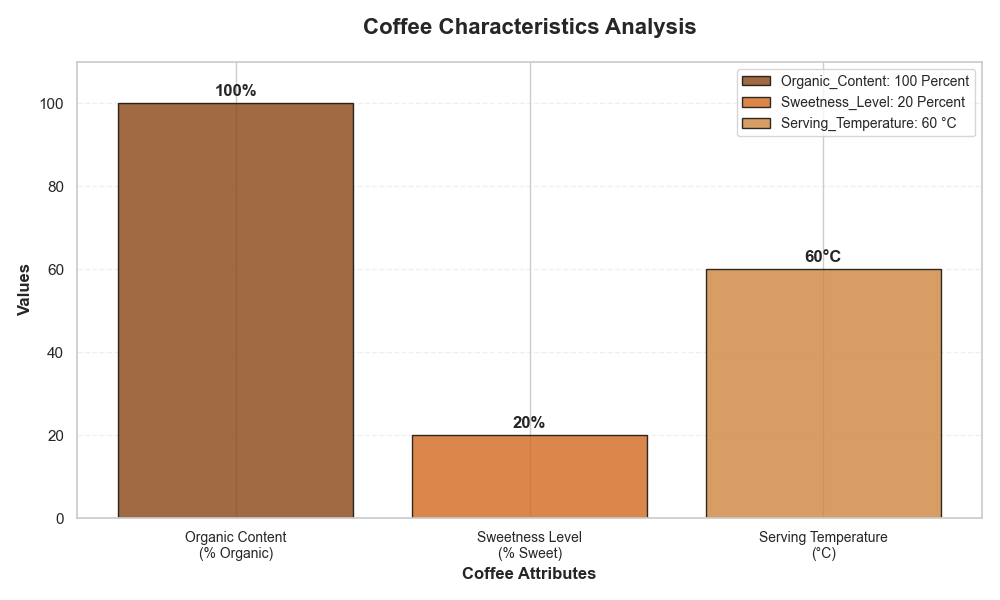 Coffee Characteristics Analysis
Organic_Content: 100 Percent
Sweetness_Level: 20 Percent
Serving_Temperature: 60 °C
100%
20%
60°C
Values
100
80
60
40
20
0
Organic Content
(% Organic)
Sweetness Level
(% Sweet)
Serving Temperature
(°C)
Coffee Attributes